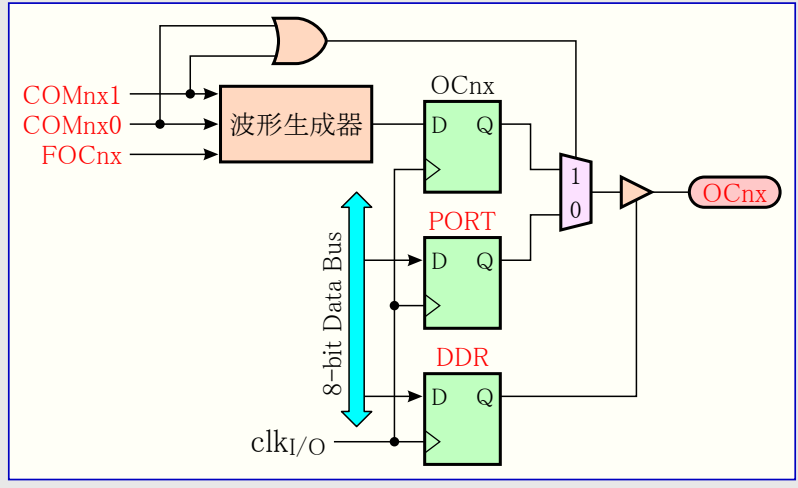 OCnx
COMnx1
COMnx0
FOCnx
波形生成器
D Q
1
0
OCnx
PORT
D Q
8-bit Data Bus
DDR
D Q
clkI/O